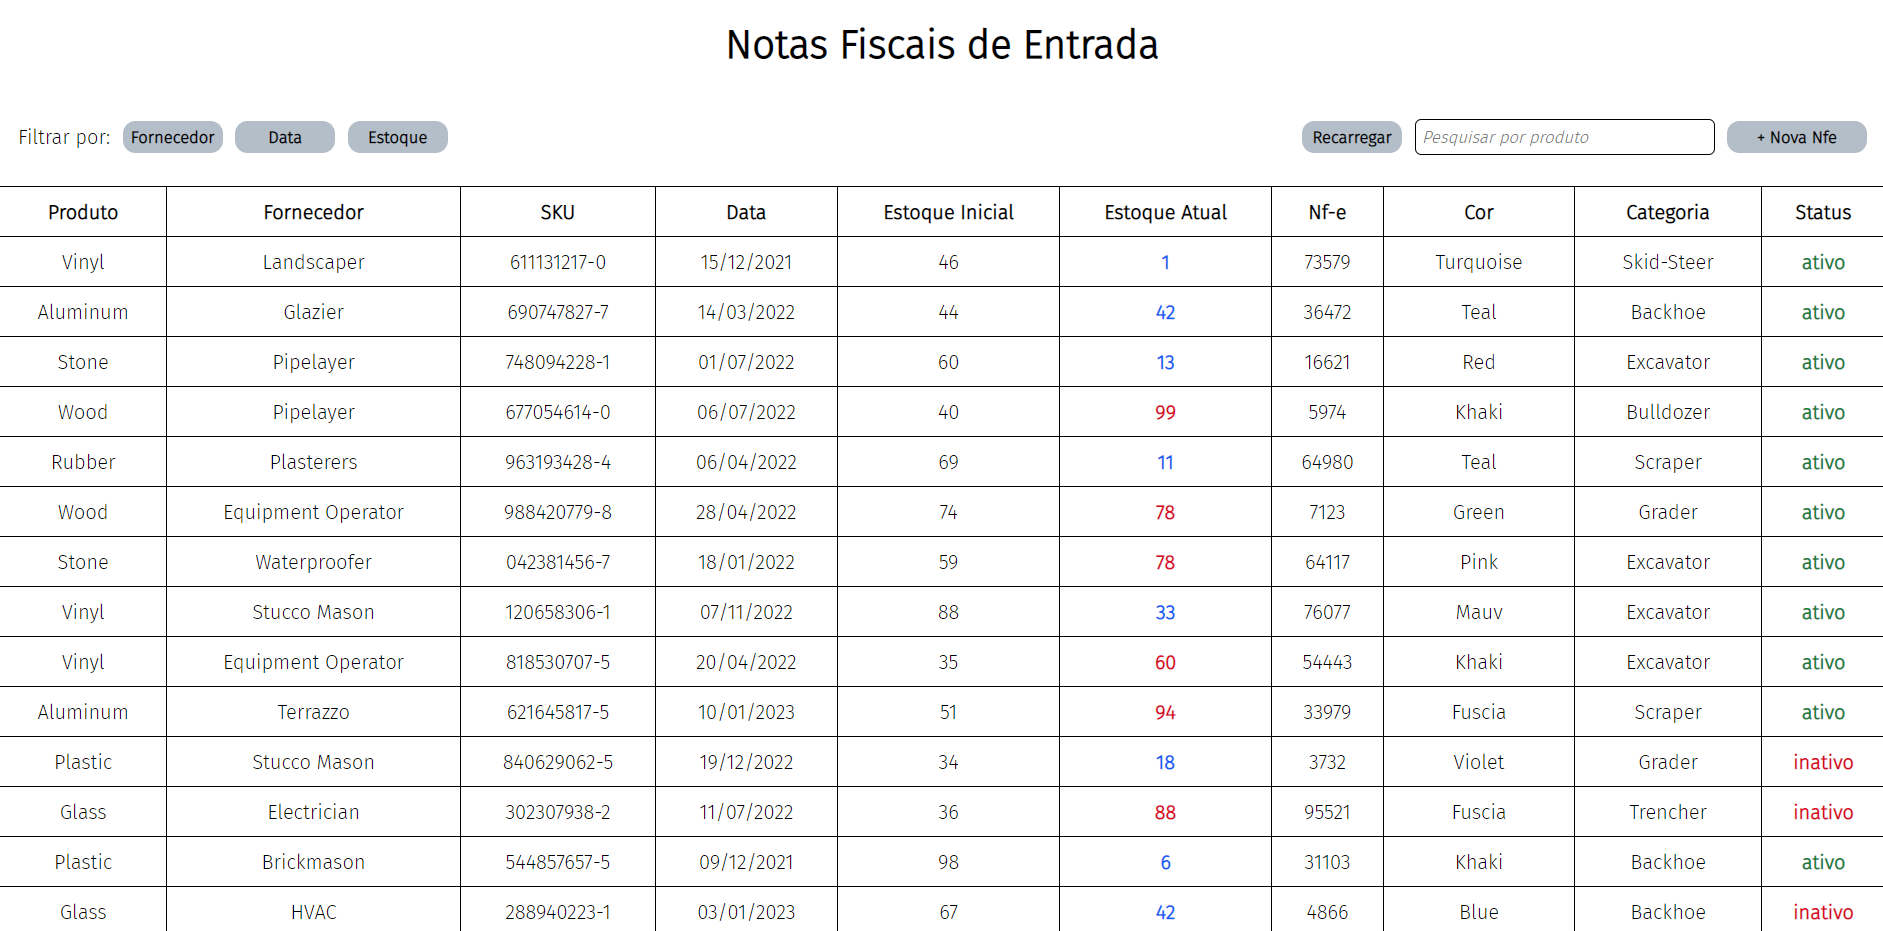 Notas Fiscais de Entrada
Filtrar por: Fornecedor Data Estoque Recarregar Pesquisar por produto + Nova Nfe
Produto Fornecedor SKU Data Estoque Inicial Estoque Atual Nf-e Cor Categoria Status
Vinyl Landscaper 611131217-0 15/12/2021 46 1 73579 Turquoise Skid-Steer ativo
Aluminum Glazier 690747827-7 14/03/2022 44 42 36472 Teal Backhoe ativo
Stone Pipelayer 748094228-1 01/07/2022 60 13 16621 Red Excavator ativo
Wood Pipelayer 677054614-0 06/07/2022 40 99 5974 Khaki Bulldozer ativo
Rubber Plasterers 963193428-4 06/04/2022 69 11 64980 Teal Scraper ativo
Wood Equipment Operator 988420779-8 28/04/2022 74 78 7123 Green Grader ativo
Stone Waterproofer 042381456-7 18/01/2022 59 78 64117 Pink Excavator ativo
Vinyl Stucco Mason 120658306-1 07/11/2022 88 33 76077 Mauv Excavator ativo
Vinyl Equipment Operator 818530707-5 20/04/2022 35 60 54443 Khaki Excavator ativo
Aluminum Terrazzo 621645817-5 10/01/2023 51 94 33979 Fuscia Scraper ativo
Plastic Stucco Mason 840629062-5 19/12/2022 34 18 3732 Violet Grader inativo
Glass Electrician 302307938-2 11/07/2022 36 88 95521 Fuscia Trencher inativo
Plastic Brickmason 544857657-5 09/12/2021 98 6 31103 Khaki Backhoe ativo
Glass HVAC 288940223-1 03/01/2023 67 42 4866 Blue Backhoe inativo